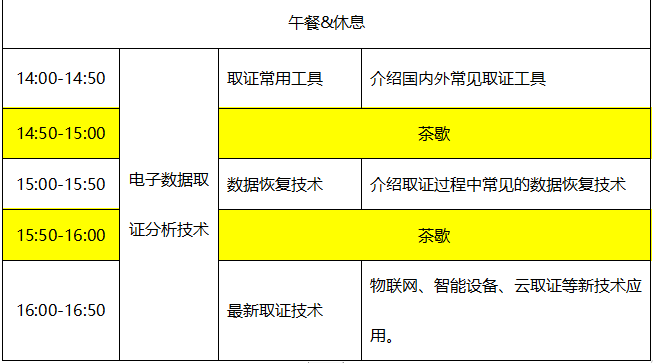 午餐&休息
14:00-14:50
取证常用工具
介绍国内外常见取证工具
14:50-15:00
茶歇
电子数据取
证分析技术
15:00-15:50
数据恢复技术
介绍取证过程中常见的数据恢复技术
15:50-16:00
茶歇
16:00-16:50
最新取证技术
物联网、智能设备、云取证等新技术应
用。